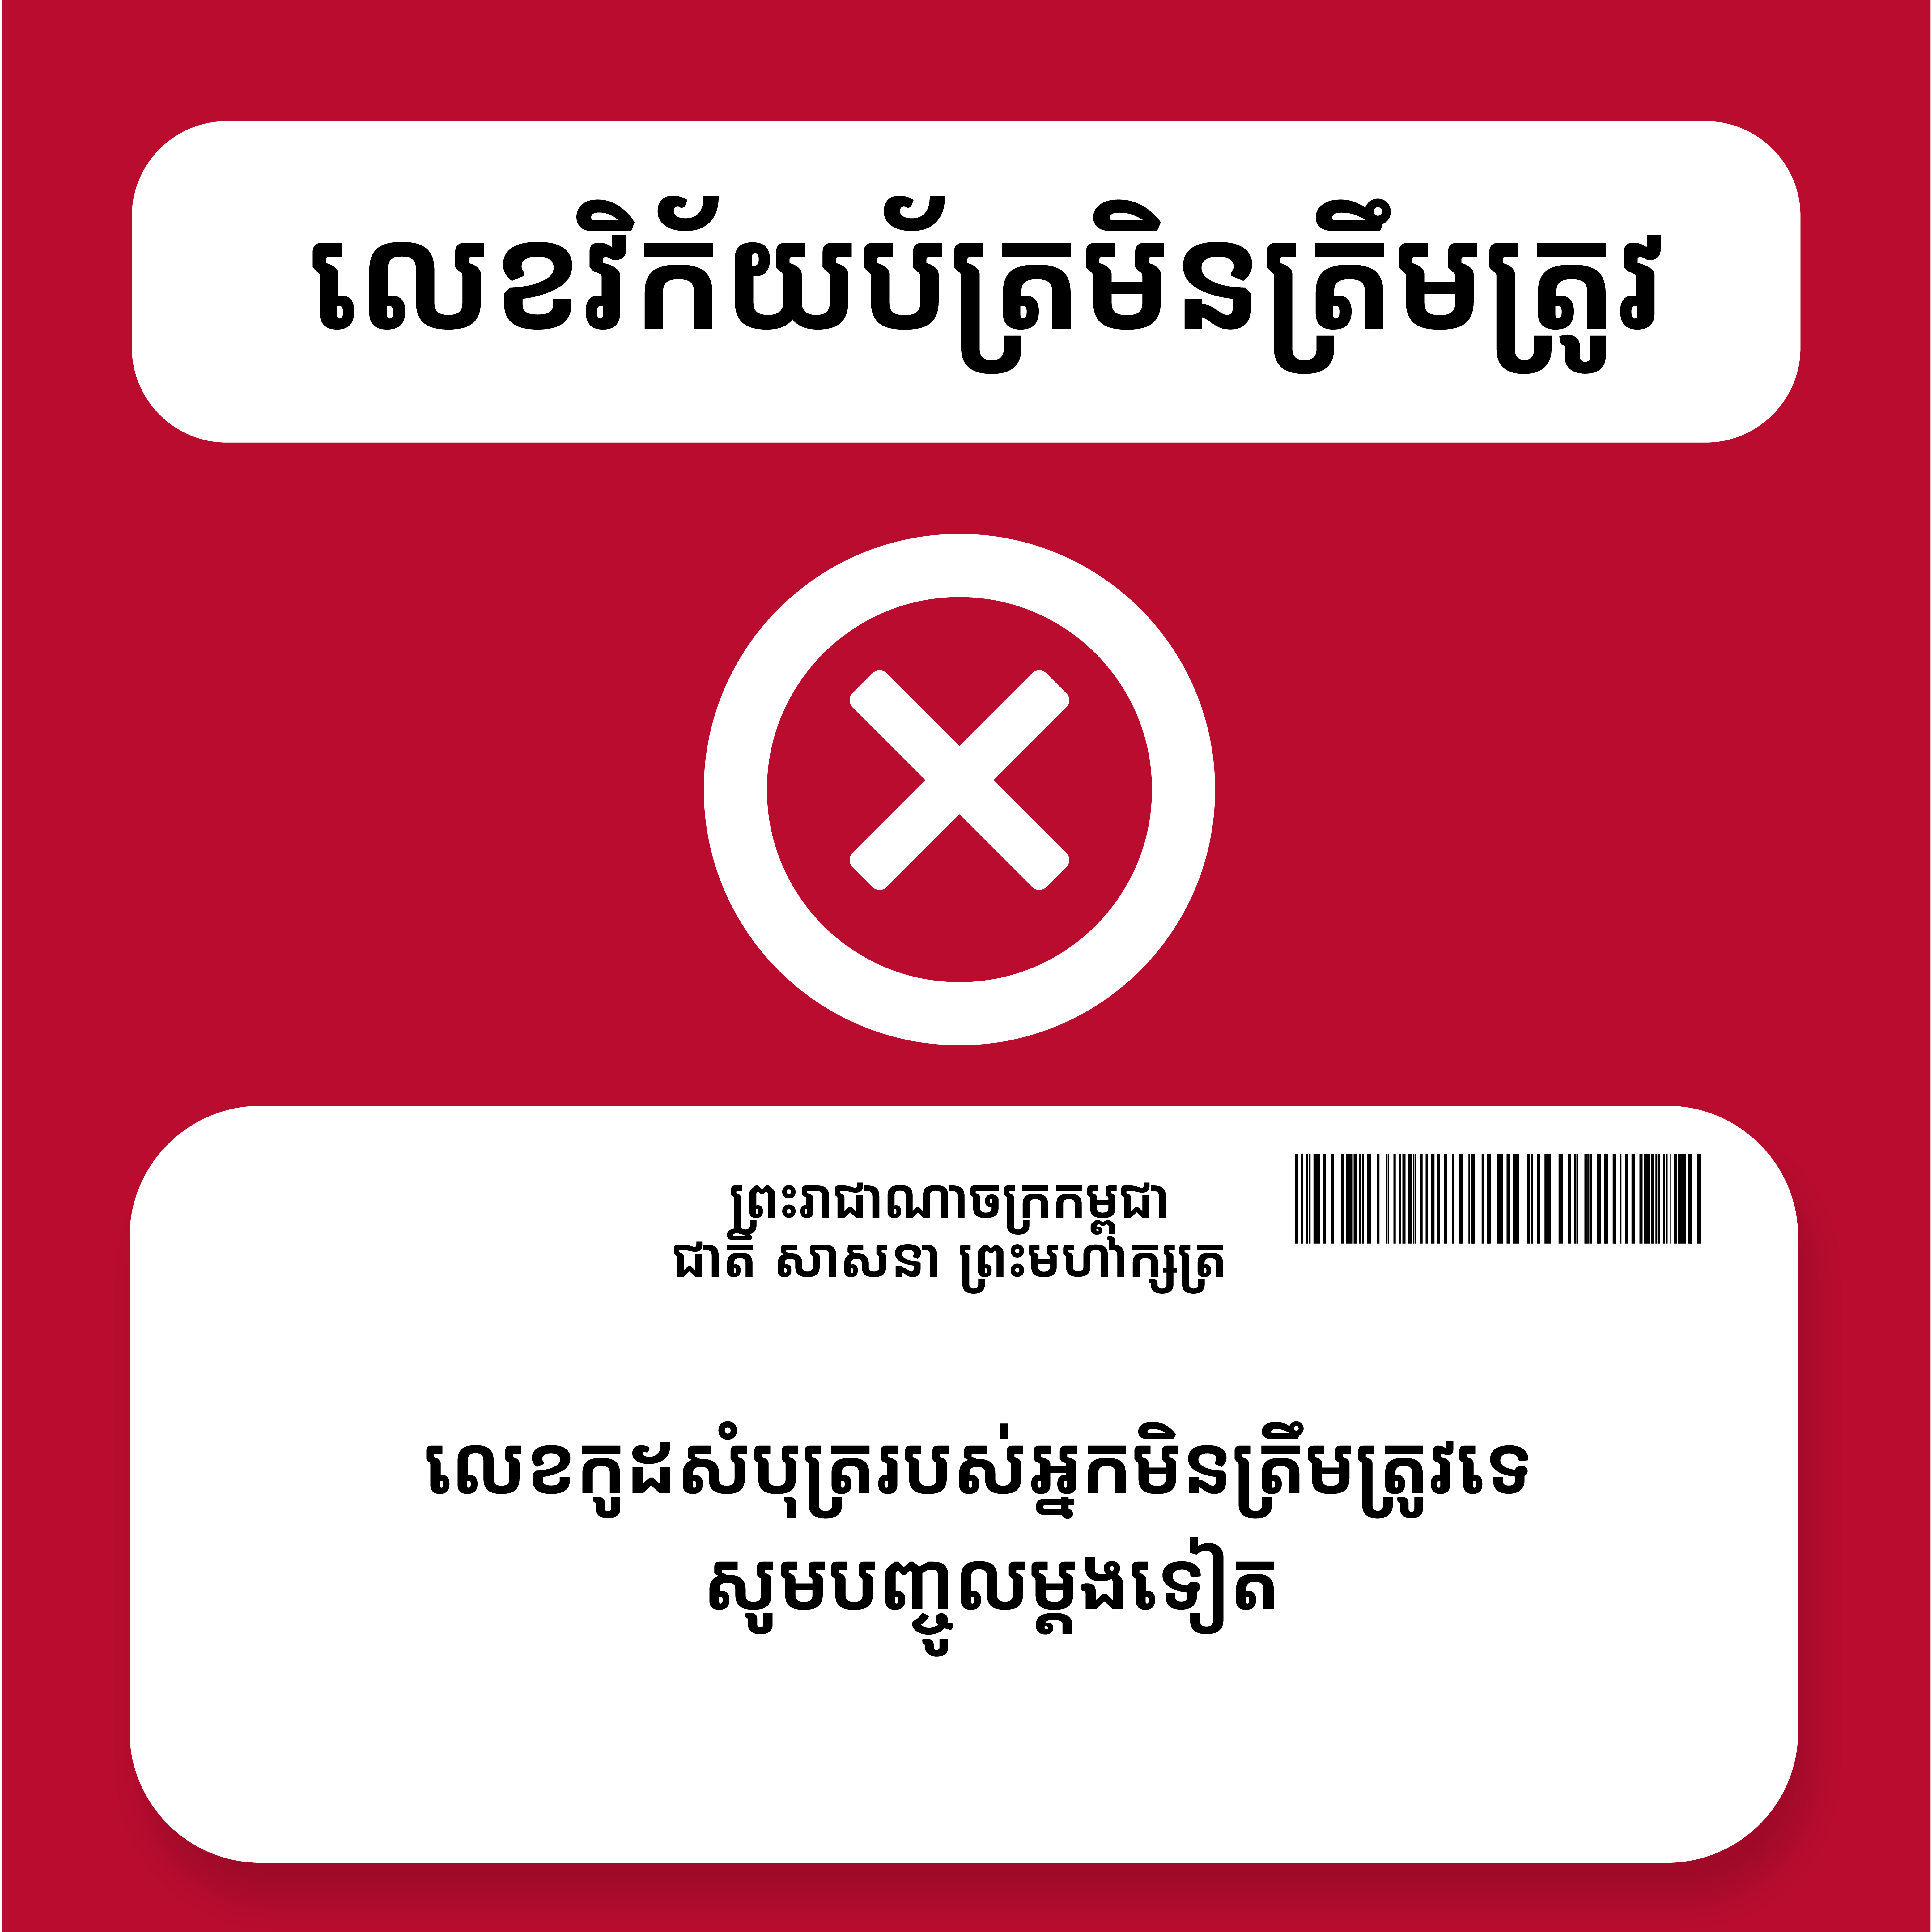 លេខវិក័យប័ត្រមិនត្រឹមត្រូវ
ព្រះរាជាណាចក្រកម្ពុជា
ជាតិ សាសនា ព្រះមហាក្សត្រ
លេខកូដសំបុត្ររបស់អ្នកមិនត្រឹមត្រូវទេ
សូមបញ្ចូលម្ដងទៀត